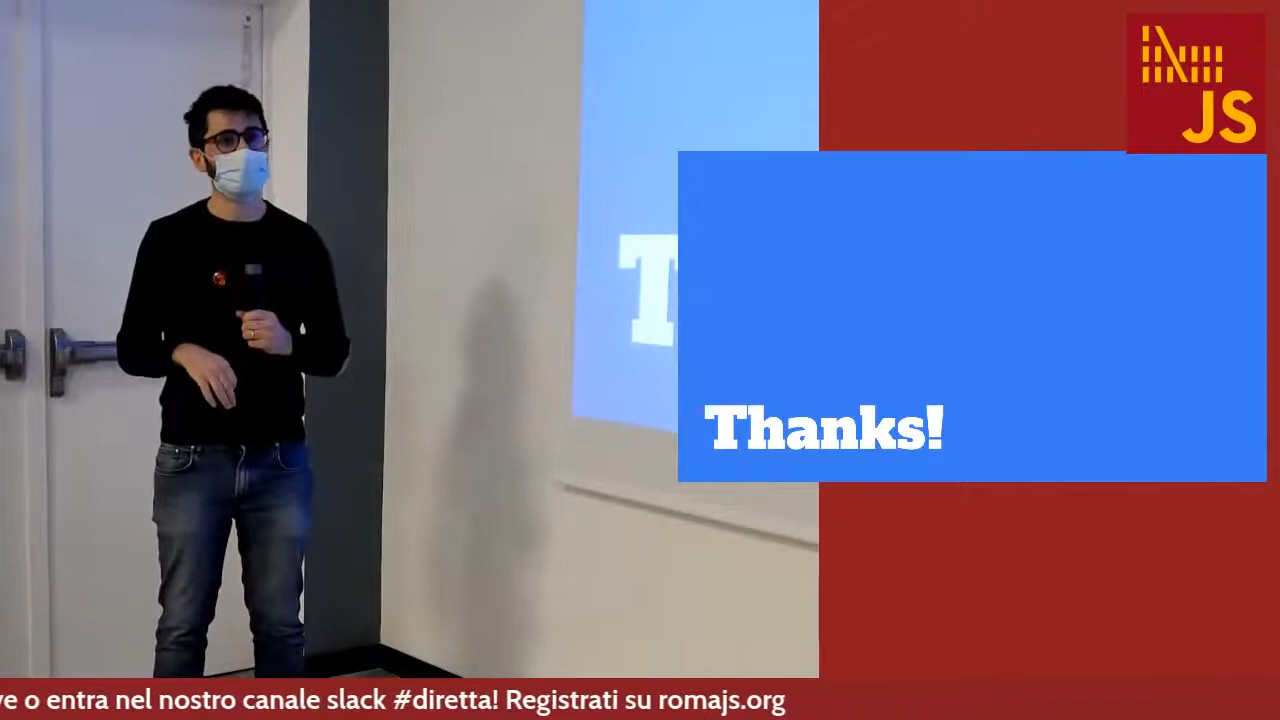 JS
T
Thanks!
ve o entra nel nostro canale slack #diretta! Registrati su romajs.org